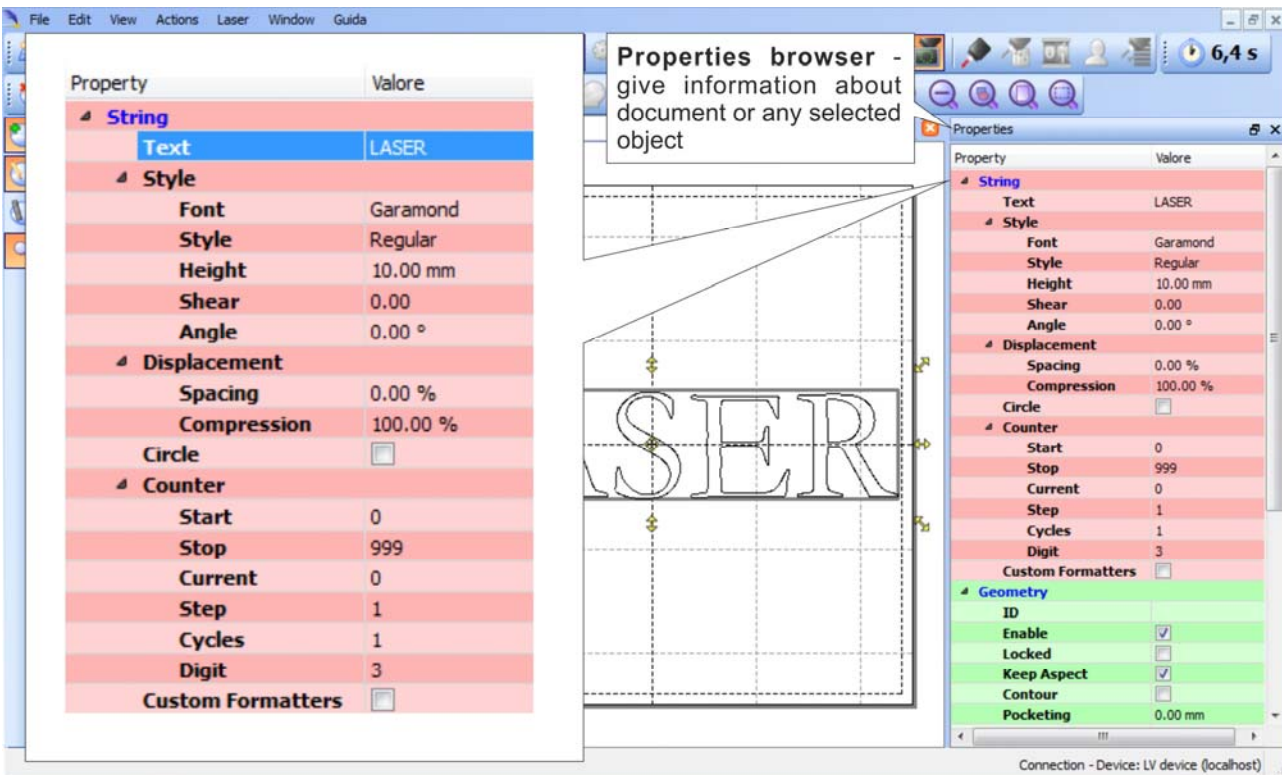 File Edit View Actions Laser Window Guida
6,4 s
Properties browser -
give information about
document or any selected
object
Property Valore
String
Text LASER
Style
Font Garamond
Style Regular
Height 10.00 mm
Shear 0.00
Angle 0.00 °
Displacement
Spacing 0.00 %
Compression 100.00 %
Circle
Counter
Start 0
Stop 999
Current 0
Step 1
Cycles 1
Digit 3
Custom Formatters
ASER
Properties
Property Valore
String
Text LASER
Style
Font Garamond
Style Regular
Height 10.00 mm
Shear 0.00
Angle 0.00 °
Displacement
Spacing 0.00 %
Compression 100.00 %
Circle
Counter
Start 0
Stop 999
Current 0
Step 1
Cycles 1
Digit 3
Custom Formatters
Geometry
ID
Enable
Locked
Keep Aspect
Contour
Pocketing 0.00 mm
Connection - Device: LV device (localhost)